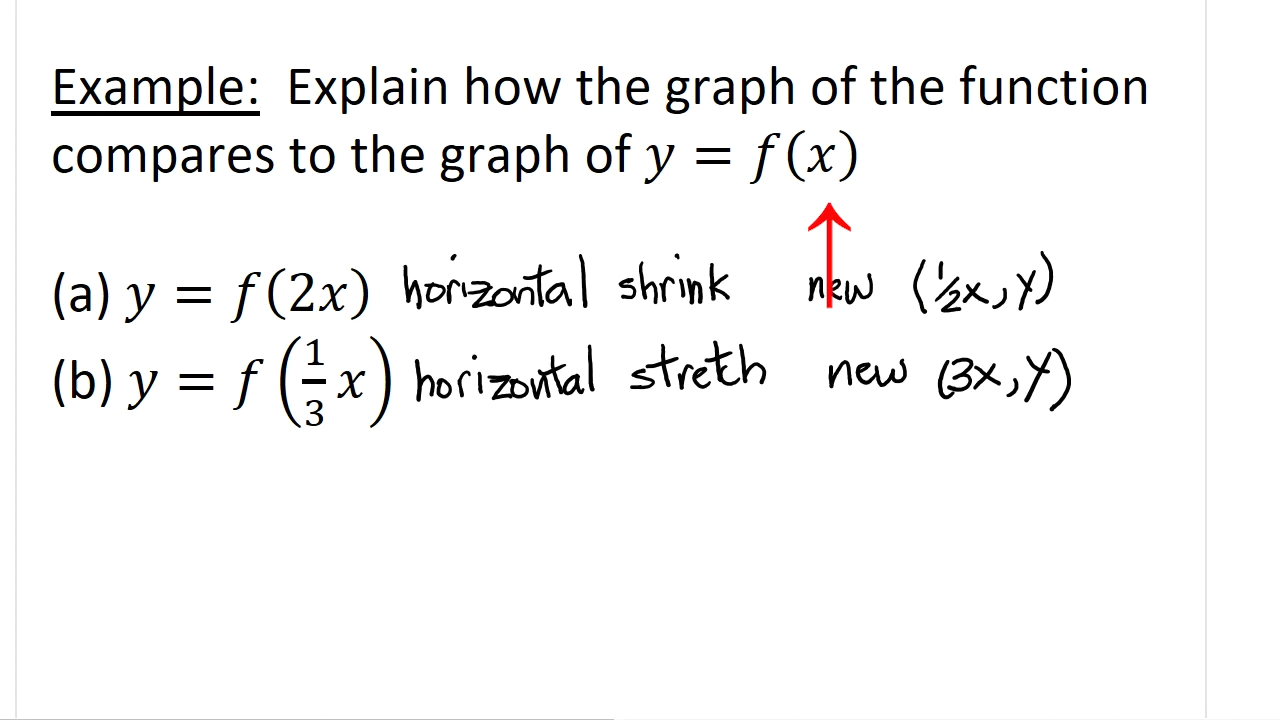 Example: Explain how the graph of the function
compares to the graph of y = f(x)
(a) y = f(2x) horizontal shrink new (½x, y)
(b) y = f(1/3 x) horizontal stretch new (3x, y)